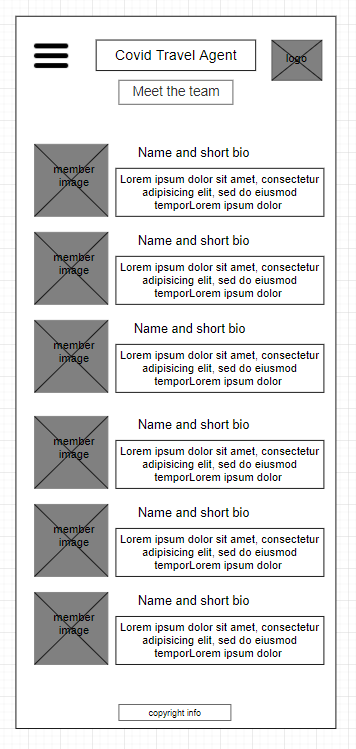 Covid Travel Agent
logo
Meet the team
member
image
Name and short bio
Lorem ipsum dolor sit amet, consectetur
adipisicing elit, sed do eiusmod
temporLorem ipsum dolor
member
image
Name and short bio
Lorem ipsum dolor sit amet, consectetur
adipisicing elit, sed do eiusmod
temporLorem ipsum dolor
member
image
Name and short bio
Lorem ipsum dolor sit amet, consectetur
adipisicing elit, sed do eiusmod
temporLorem ipsum dolor
member
image
Name and short bio
Lorem ipsum dolor sit amet, consectetur
adipisicing elit, sed do eiusmod
temporLorem ipsum dolor
member
image
Name and short bio
Lorem ipsum dolor sit amet, consectetur
adipisicing elit, sed do eiusmod
temporLorem ipsum dolor
member
image
Name and short bio
Lorem ipsum dolor sit amet, consectetur
adipisicing elit, sed do eiusmod
temporLorem ipsum dolor
copyright info